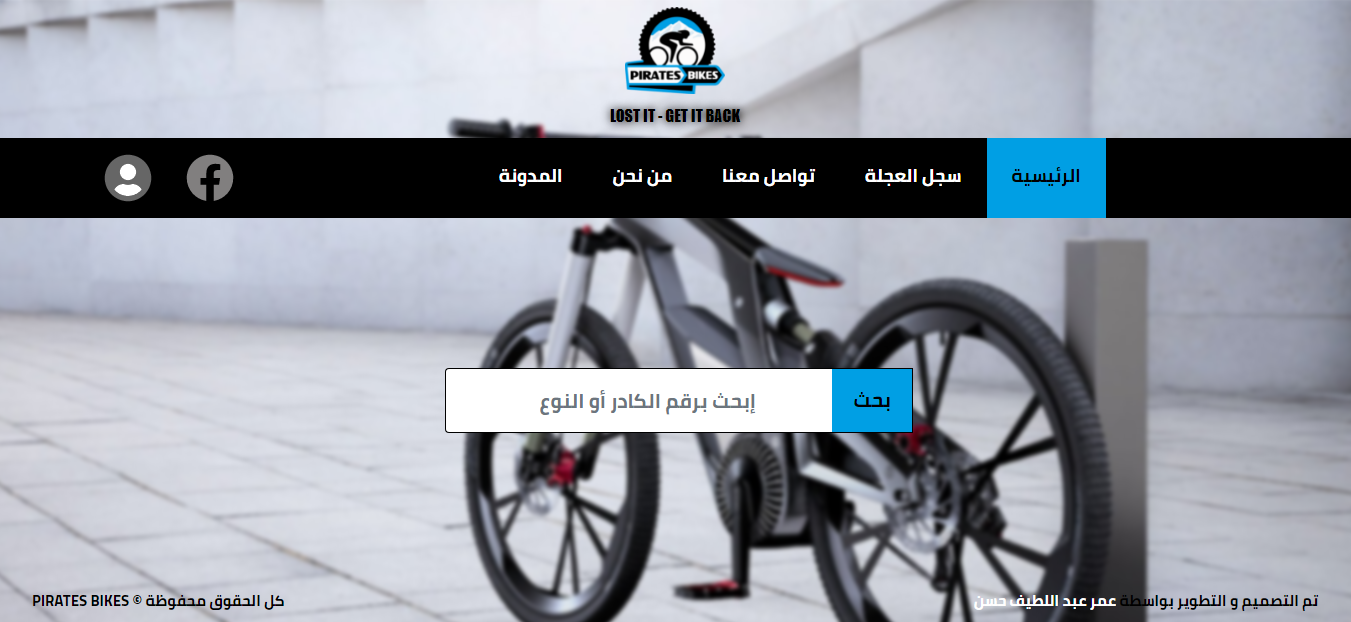 PIRATES BIKES
LOST IT - GET IT BACK
الرئيسية
سجل العجلة
تواصل معنا
من نحن
المدونة
بحث
إبحث برقم الكادر أو النوع
تم التصميم و التطوير بواسطة عمر عبد اللطيف حسن
كل الحقوق محفوظة © PIRATES BIKES